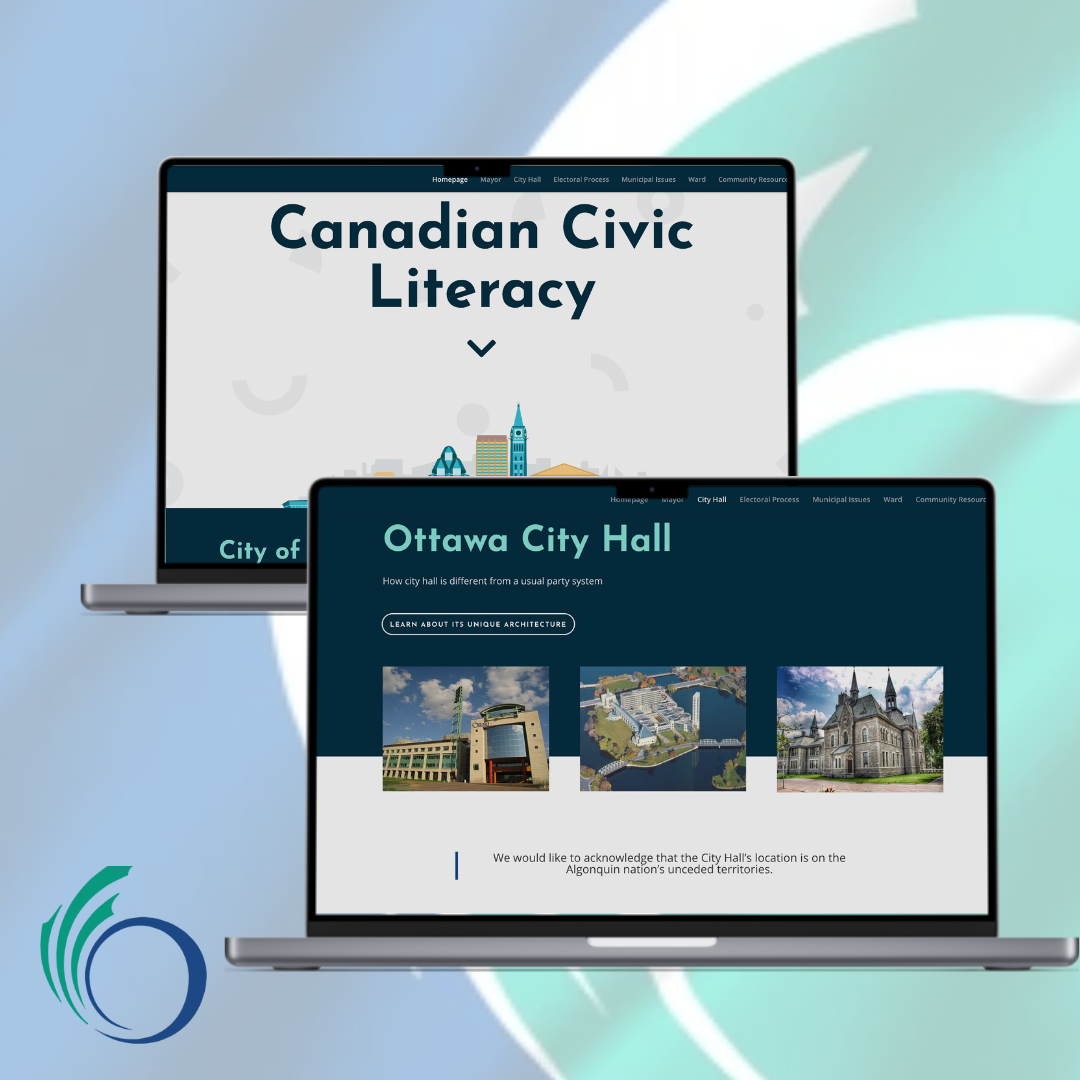 Homepage Mayor City Hall Electoral Process Municipal Issues Ward Community Resourc
Canadian Civic
Literacy
City of
Homepage Mayor City Hall Electoral Process Municipal Issues Ward Community Resourc
Ottawa City Hall
How city hall is different from a usual party system
LEARN ABOUT ITS UNIQUE ARCHITECTURE
We would like to acknowledge that the City Hall's location is on the
Algonquin nation's unceded territories.